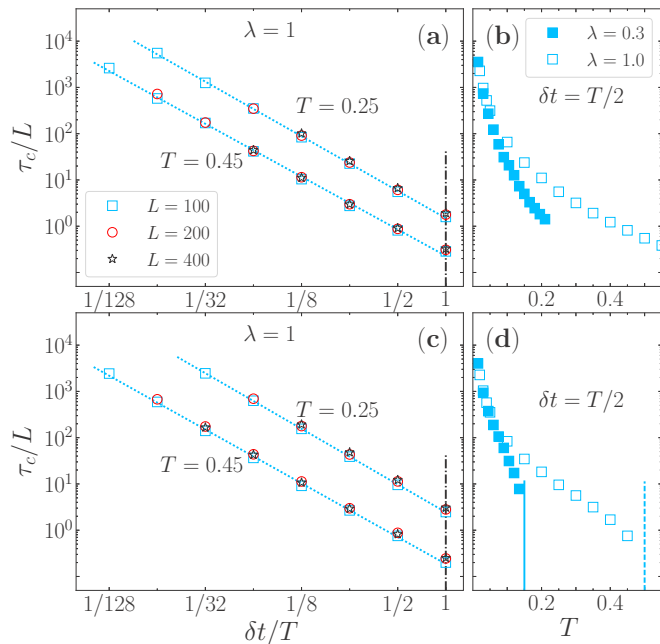 λ = 1
(a)
(b)
λ = 0.3
λ = 1.0
δt = T/2
T = 0.25
T = 0.45
L = 100
L = 200
L = 400
τ_c/L
10^4
10^3
10^2
10^1
10^0
1/128
1/32
1/8
1/2
1
0.2
0.4
λ = 1
(c)
(d)
δt = T/2
T = 0.25
T = 0.45
τ_c/L
10^4
10^3
10^2
10^1
10^0
1/128
1/32
1/8
1/2
1
0.2
0.4
δt/T
T